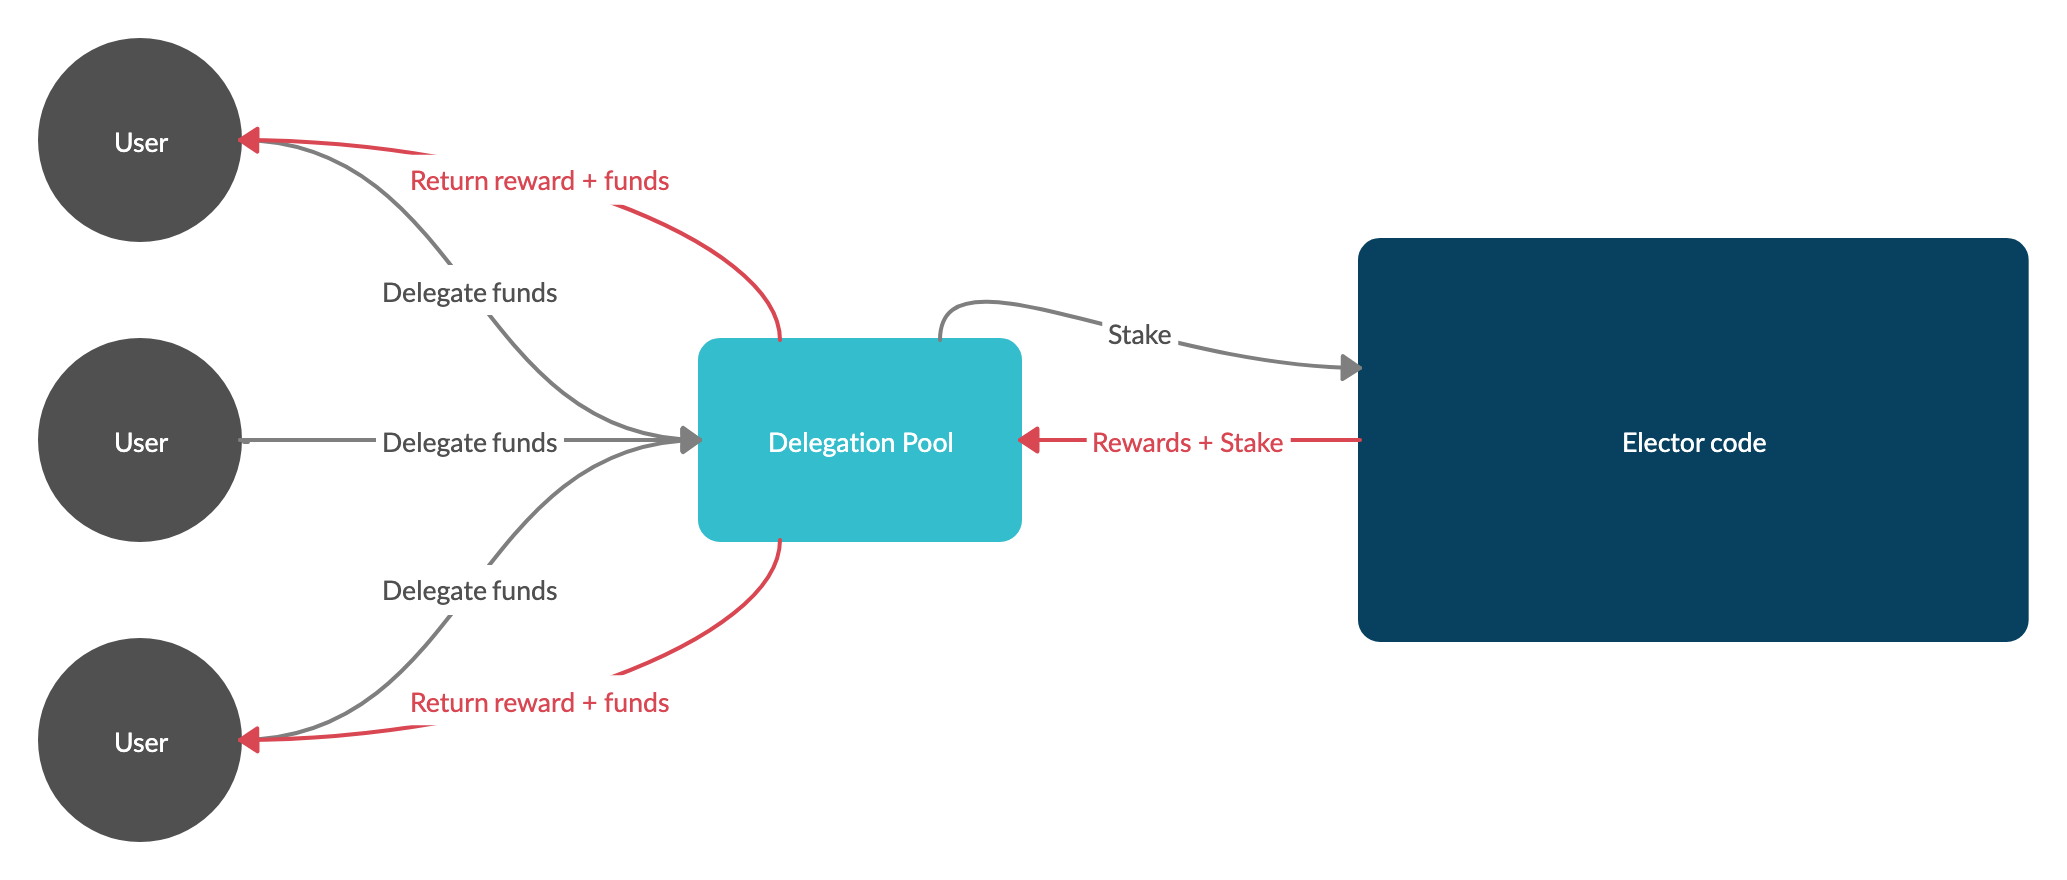 User
Return reward + funds
Delegate funds
Stake
User
Delegate funds
Delegation Pool
Rewards + Stake
Elector code
Delegate funds
Return reward + funds
User